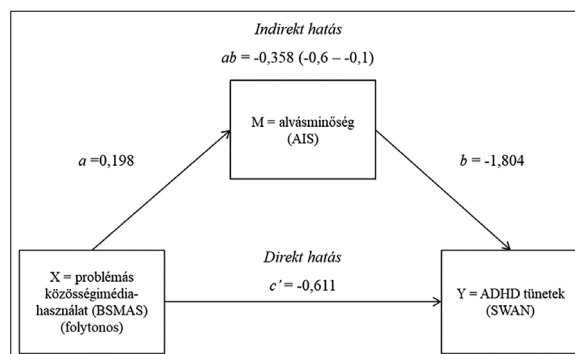 Indirekt hatás
ab = -0,358 (-0,6 – -0,1)
M = alvásminőség
(AIS)
a =0,198
b = -1,804
Direkt hatás
c’ = -0,611
X = problémás
közösségimédia-
használat (BSMAS)
(folytonos)
Y = ADHD tünetek
(SWAN)